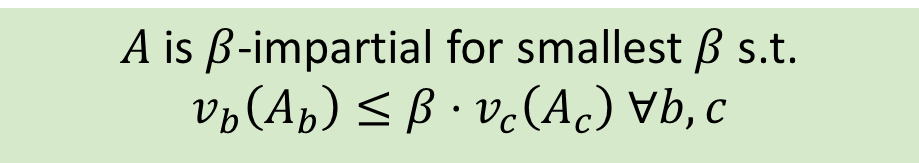 𝐴 is 𝛽-impartial for smallest 𝛽 s.t.
𝑣_𝑏(𝐴_𝑏) ≤ 𝛽 · 𝑣_𝑐(𝐴_𝑐) ∀𝑏, 𝑐